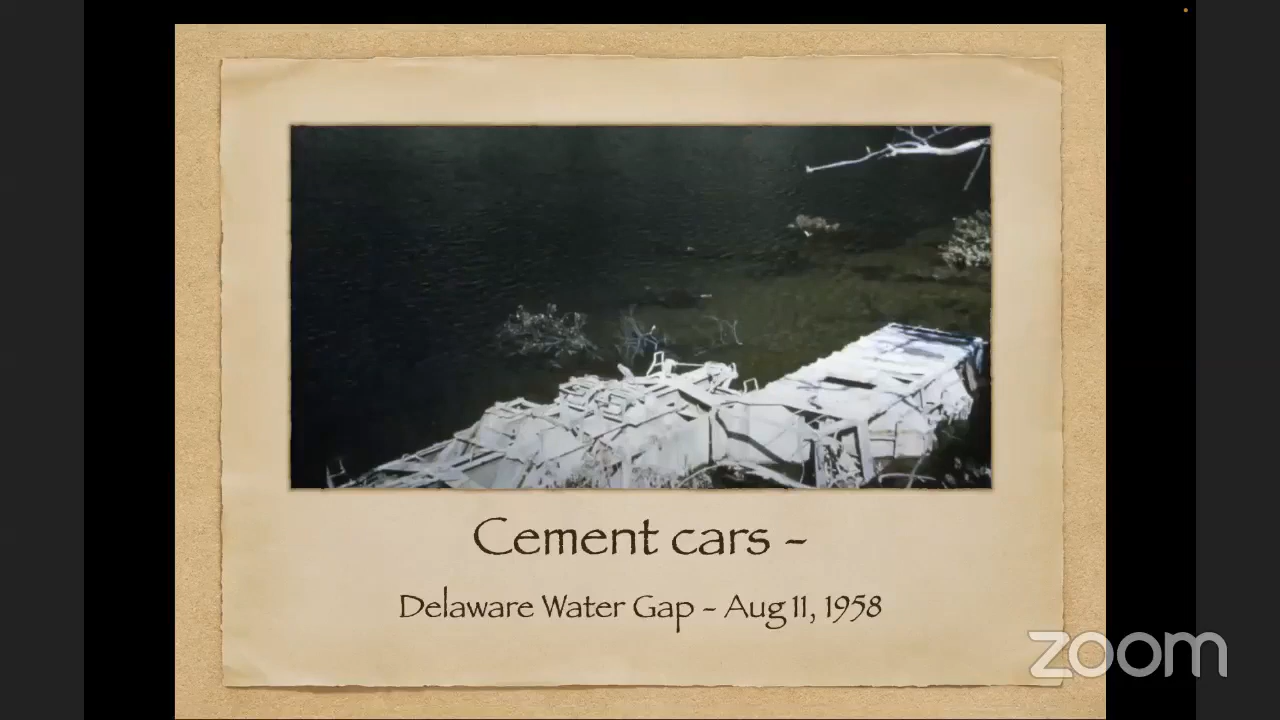 Cement cars –
Delaware Water Gap – Aug 11, 1958
zoom